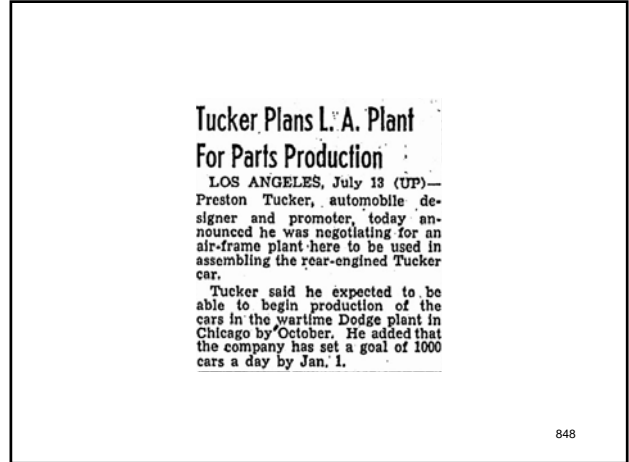 Tucker Plans L. A. Plant
For Parts Production
LOS ANGELES, July 13 (UP)—
Preston Tucker, automobile de-
signer and promoter, today an-
nounced he was negotiating for an
air-frame plant here to be used in
assembling the rear-engined Tucker
car.
Tucker said he expected to be
able to begin production of the
cars in the wartime Dodge plant in
Chicago by October. He added that
the company has set a goal of 1000
cars a day by Jan. 1.
848